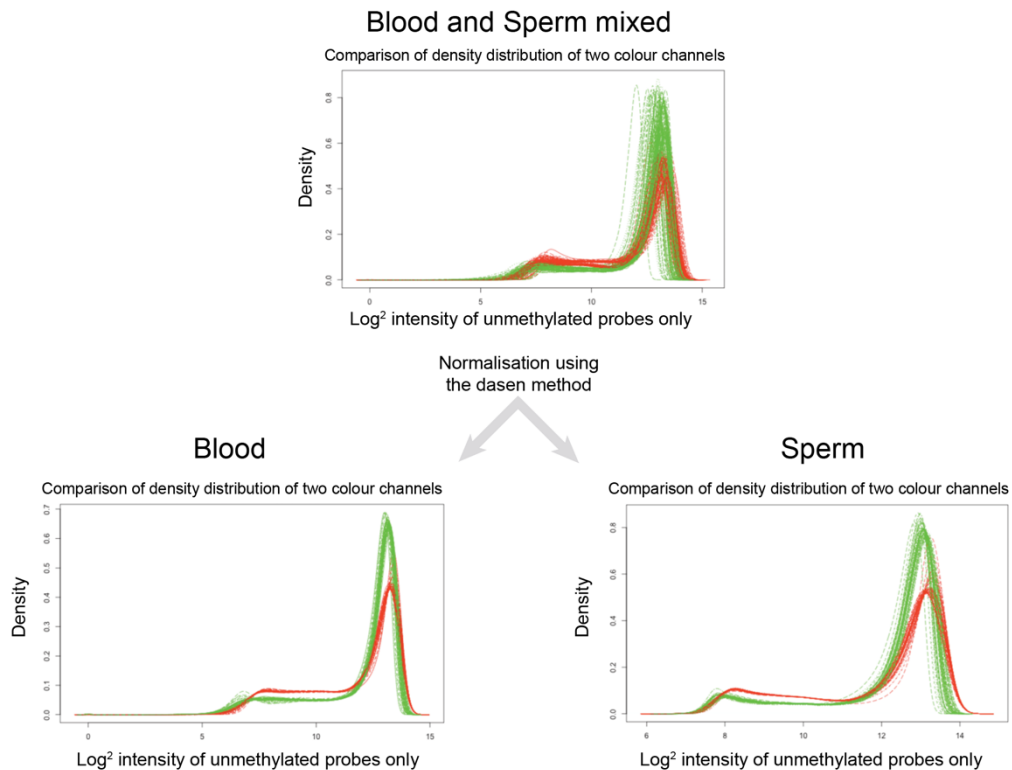 Blood and Sperm mixed
Comparison of density distribution of two colour channels
Density
0.8
0.6
0.4
0.2
0.0
0
5
10
15
Log² intensity of unmethylated probes only
Normalisation using
the dasen method
Blood
Comparison of density distribution of two colour channels
Density
0.7
0.6
0.5
0.4
0.3
0.2
0.1
0.0
0
5
10
15
Log² intensity of unmethylated probes only
Sperm
Comparison of density distribution of two colour channels
Density
0.8
0.6
0.4
0.2
0.0
6
8
10
12
14
Log² intensity of unmethylated probes only